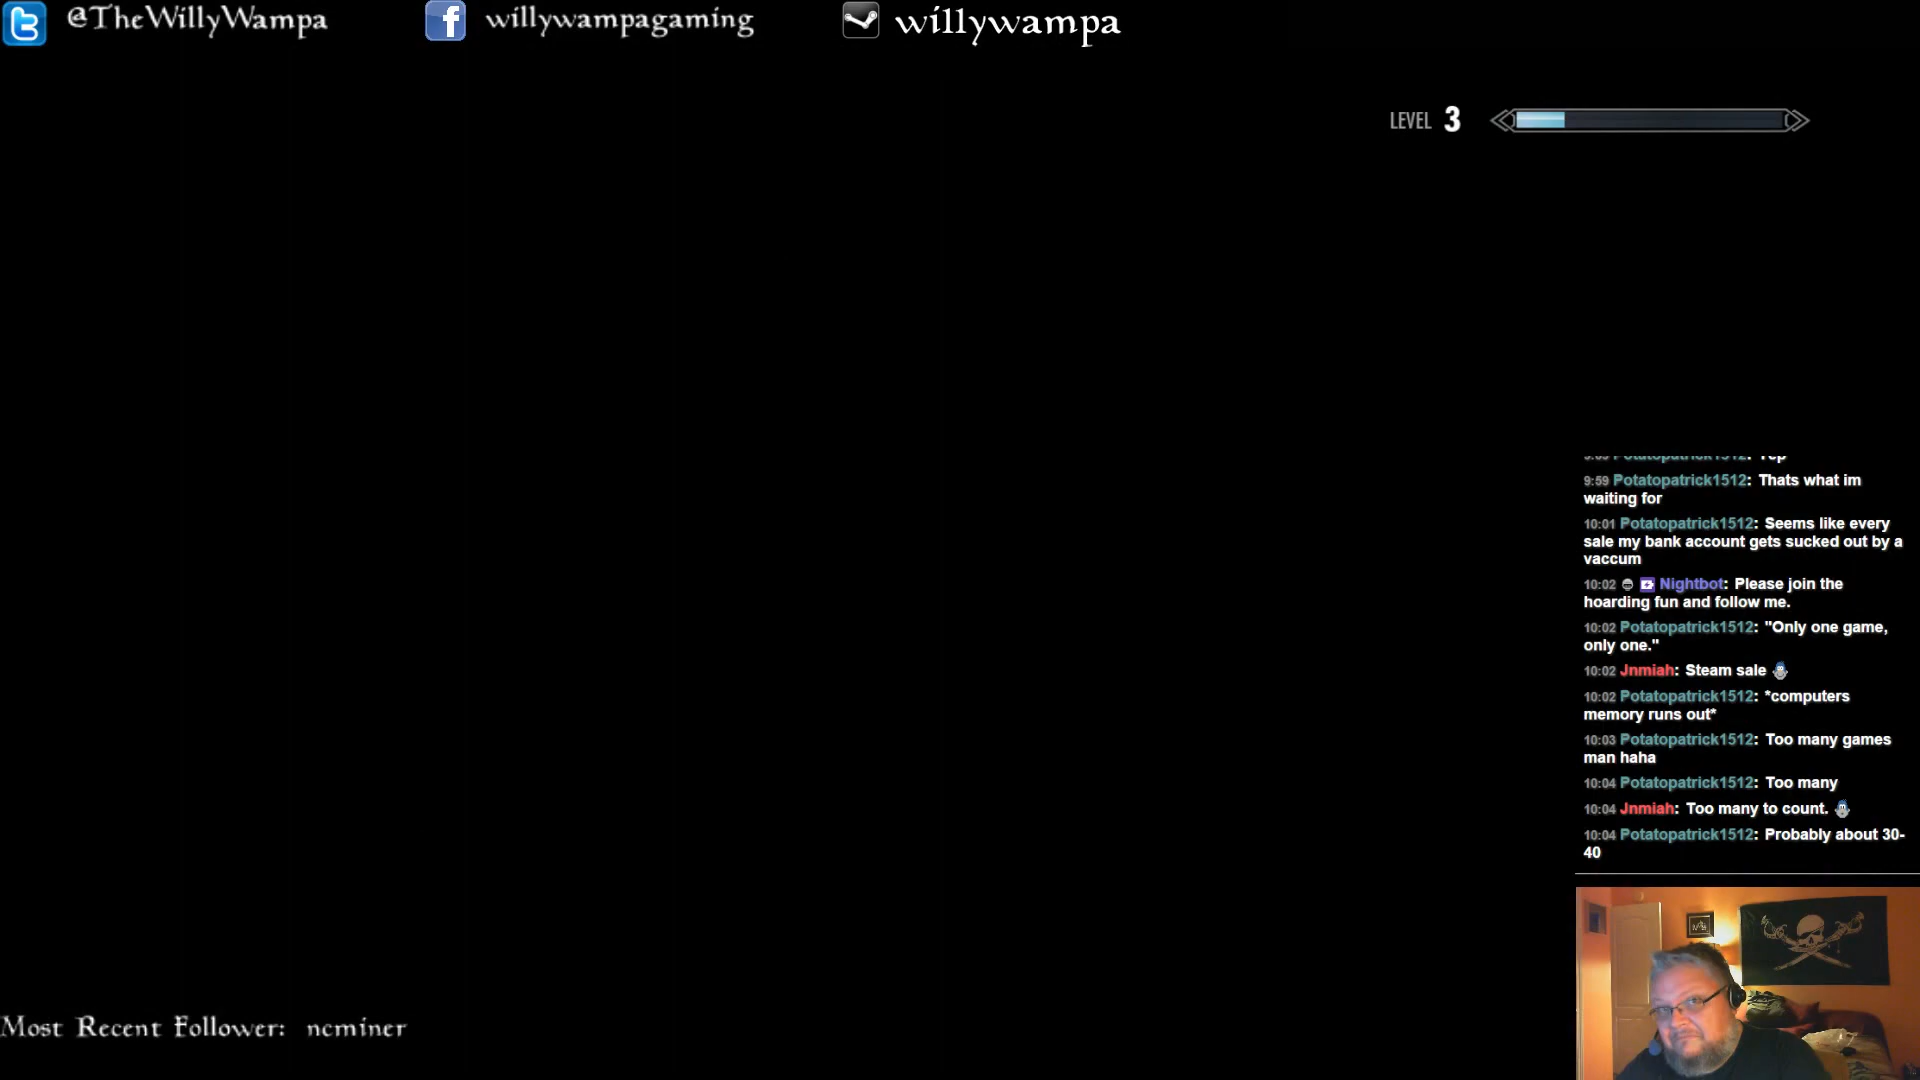 @TheWillyWampa
willywampagaming
willywampa
LEVEL 3
Potatopatrick1512: Yep
9:59 Potatopatrick1512: Thats what im
waiting for
10:01 Potatopatrick1512: Seems like every
sale my bank account gets sucked out by a
vaccum
10:02 Nightbot: Please join the
hoarding fun and follow me.
10:02 Potatopatrick1512: "Only one game,
only one."
10:02 Jnmiah: Steam sale
10:02 Potatopatrick1512: *computers
memory runs out*
10:03 Potatopatrick1512: Too many games
man haha
10:04 Potatopatrick1512: Too many
10:04 Jnmiah: Too many to count.
10:04 Potatopatrick1512: Probably about 30-
40
Most Recent Follower: ncminer